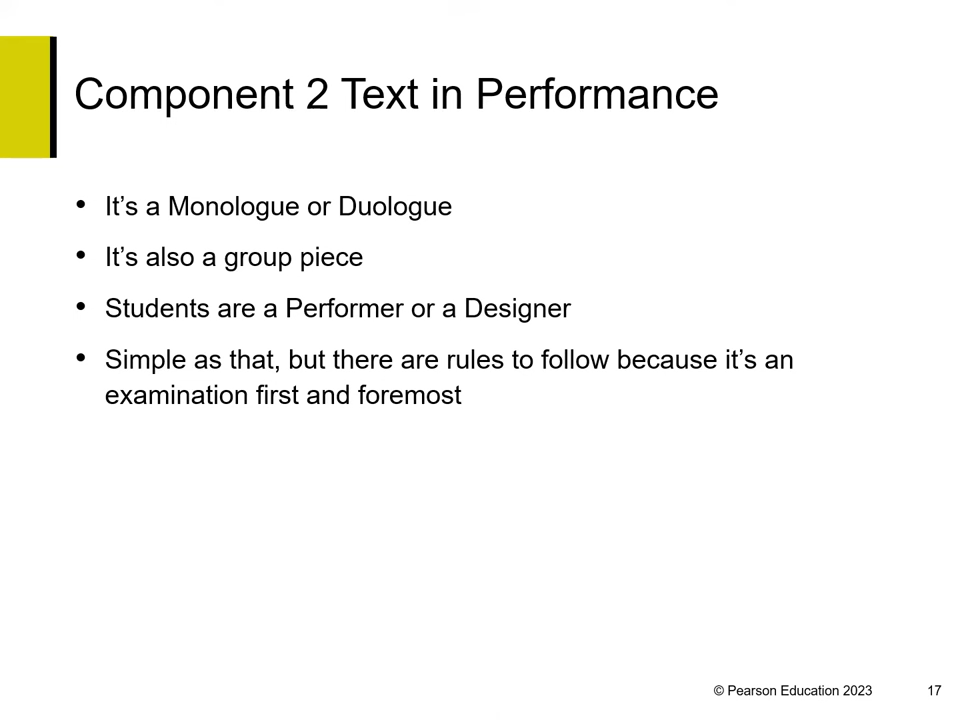 Component 2 Text in Performance
• It’s a Monologue or Duologue
• It’s also a group piece
• Students are a Performer or a Designer
• Simple as that, but there are rules to follow because it’s an
examination first and foremost
© Pearson Education 2023 17